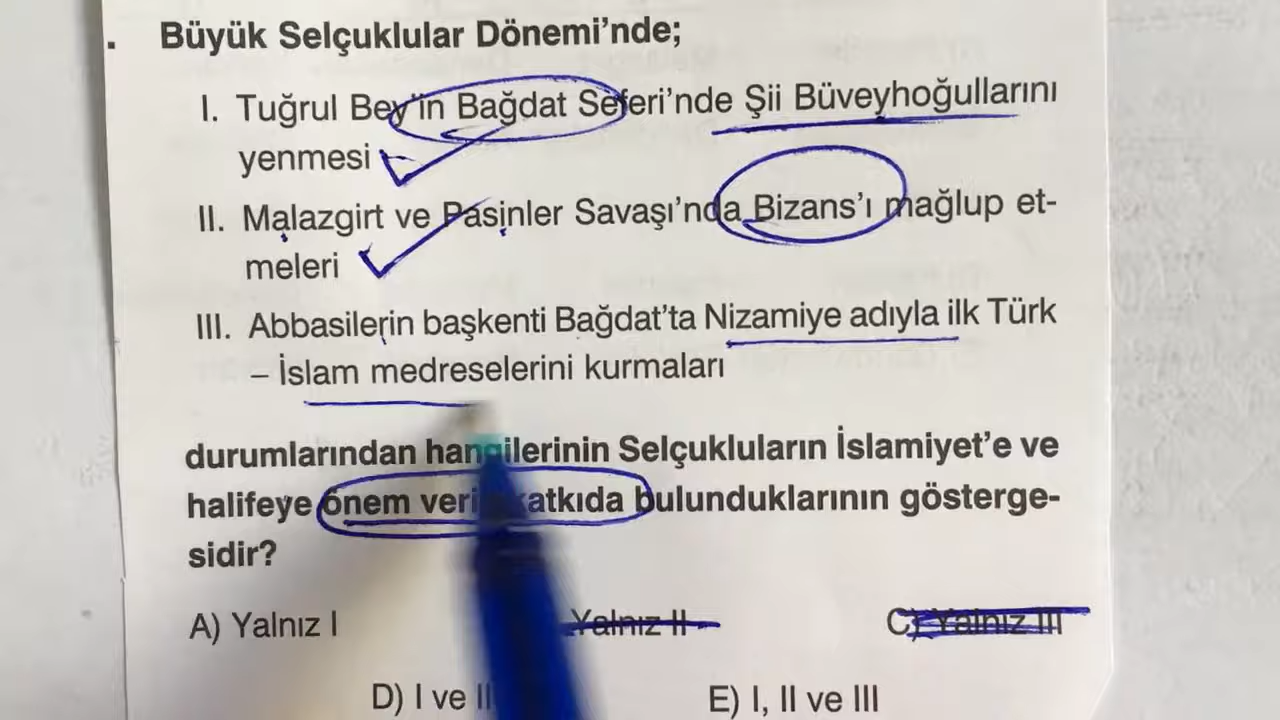 . Büyük Selçuklular Dönemi’nde;
I. Tuğrul Bey’in Bağdat Seferi’nde Şii Büveyhoğullarını
yenmesi
II. Malazgirt ve Pasinler Savaşı’nda Bizans’ı mağlup et-
meleri
III. Abbasilerin başkenti Bağdat’ta Nizamiye adıyla ilk Türk
– İslam medreselerini kurmaları
durumlarından hangilerinin Selçukluların İslamiyet’e ve
halifeye önem katkıda bulunduklarının gösterge-
sidir?
A) Yalnız I Yalnız II C) Yalnız III
D) I ve E) I, II ve III